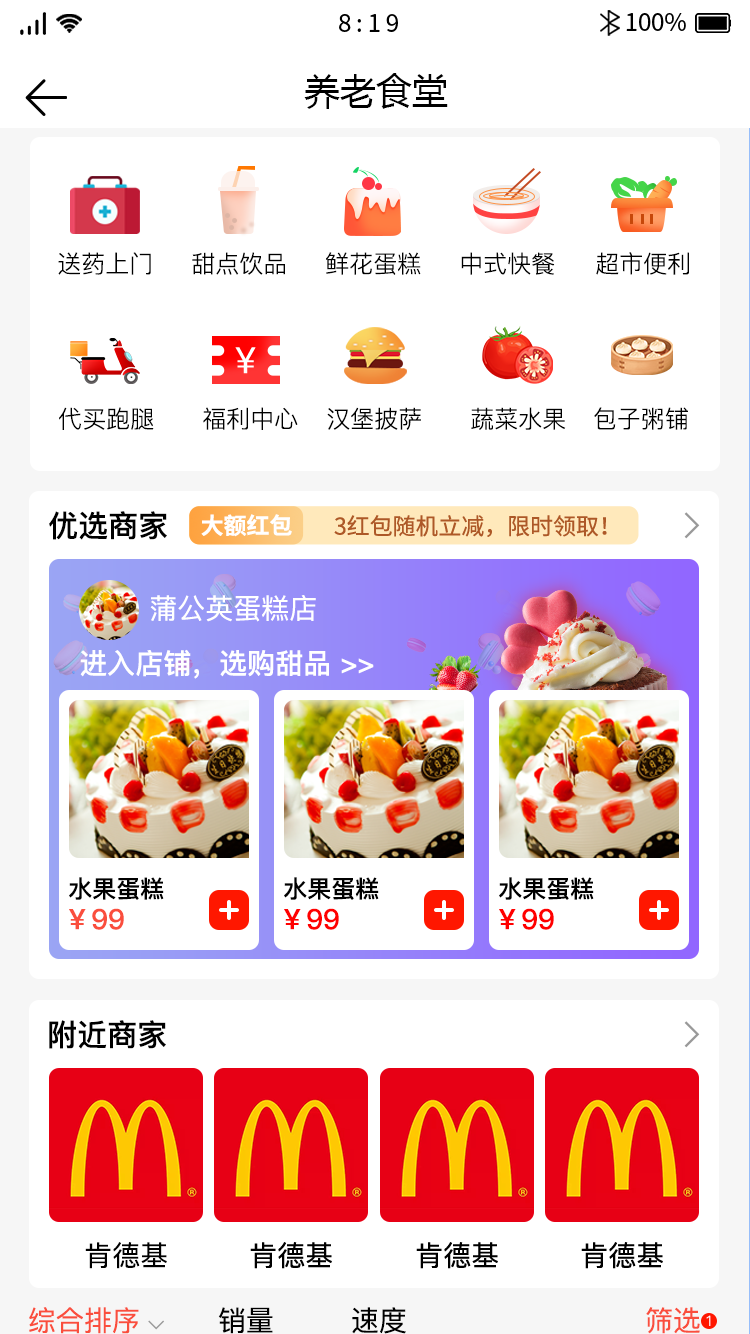 8:19 100%
养老食堂
送药上门 甜点饮品 鲜花蛋糕 中式快餐 超市便利
¥
代买跑腿 福利中心 汉堡披萨 蔬菜水果 包子粥铺
优选商家 大额红包 3红包随机立减，限时领取！
蒲公英蛋糕店
进入店铺，选购甜品 >>
水果蛋糕 水果蛋糕 水果蛋糕
¥ 99 ¥ 99 ¥ 99
附近商家
® ® ® ®
肯德基 肯德基 肯德基 肯德基
综合排序 销量 速度 筛选 1